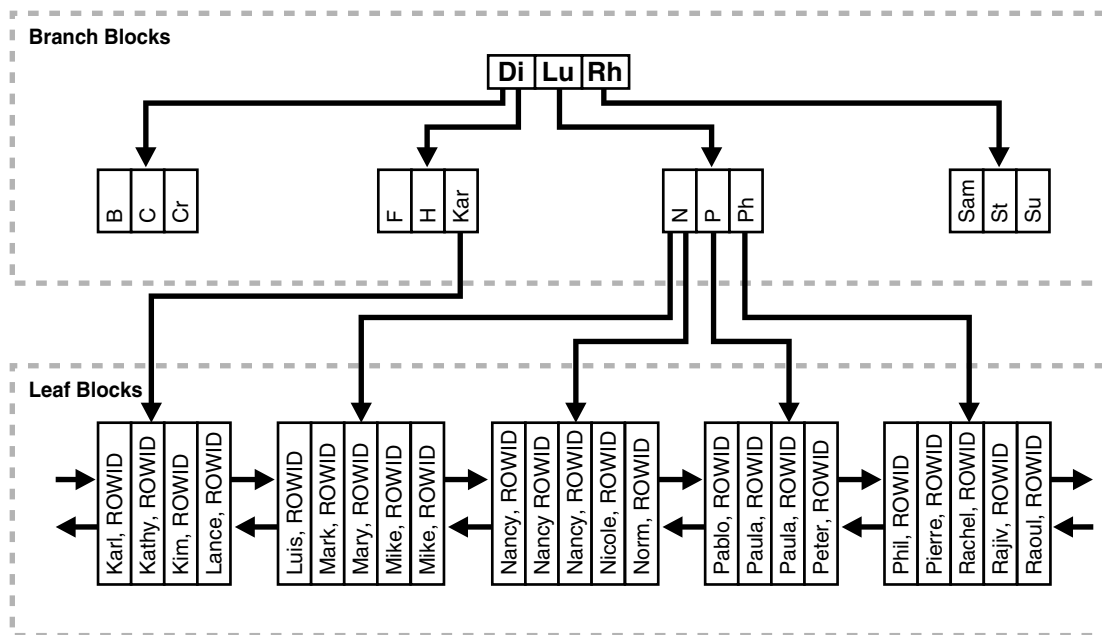 Branch Blocks
Di Lu Rh
B
C
Cr
F
H
Kar
N
P
Ph
Sam
St
Su
Leaf Blocks
Karl, ROWID
Kathy, ROWID
Kim, ROWID
Lance, ROWID
Luis, ROWID
Mark, ROWID
Mary, ROWID
Mike, ROWID
Mike, ROWID
Nancy, ROWID
Nancy ROWID
Nancy, ROWID
Nicole, ROWID
Norm, ROWID
Pablo, ROWID
Paula, ROWID
Paula, ROWID
Peter, ROWID
Phil, ROWID
Pierre, ROWID
Rachel, ROWID
Rajiv, ROWID
Raoul, ROWID